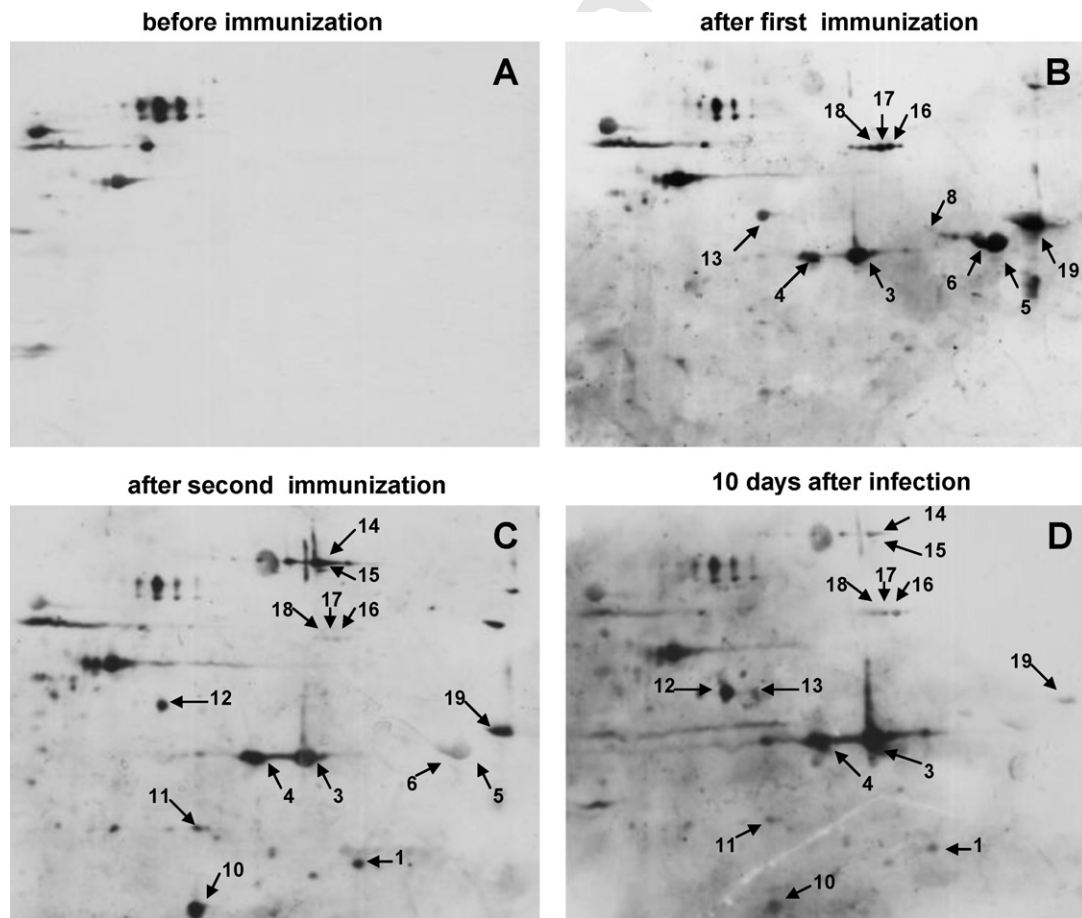 before immunization
after first immunization
A
B
18 17 16
8
13
4
3
6
5
19
after second immunization
10 days after infection
C
D
14
15
18 17 16
12
19
4
3
6
5
11
1
10
14
15
18 17 16
19
12
13
4
3
11
1
10